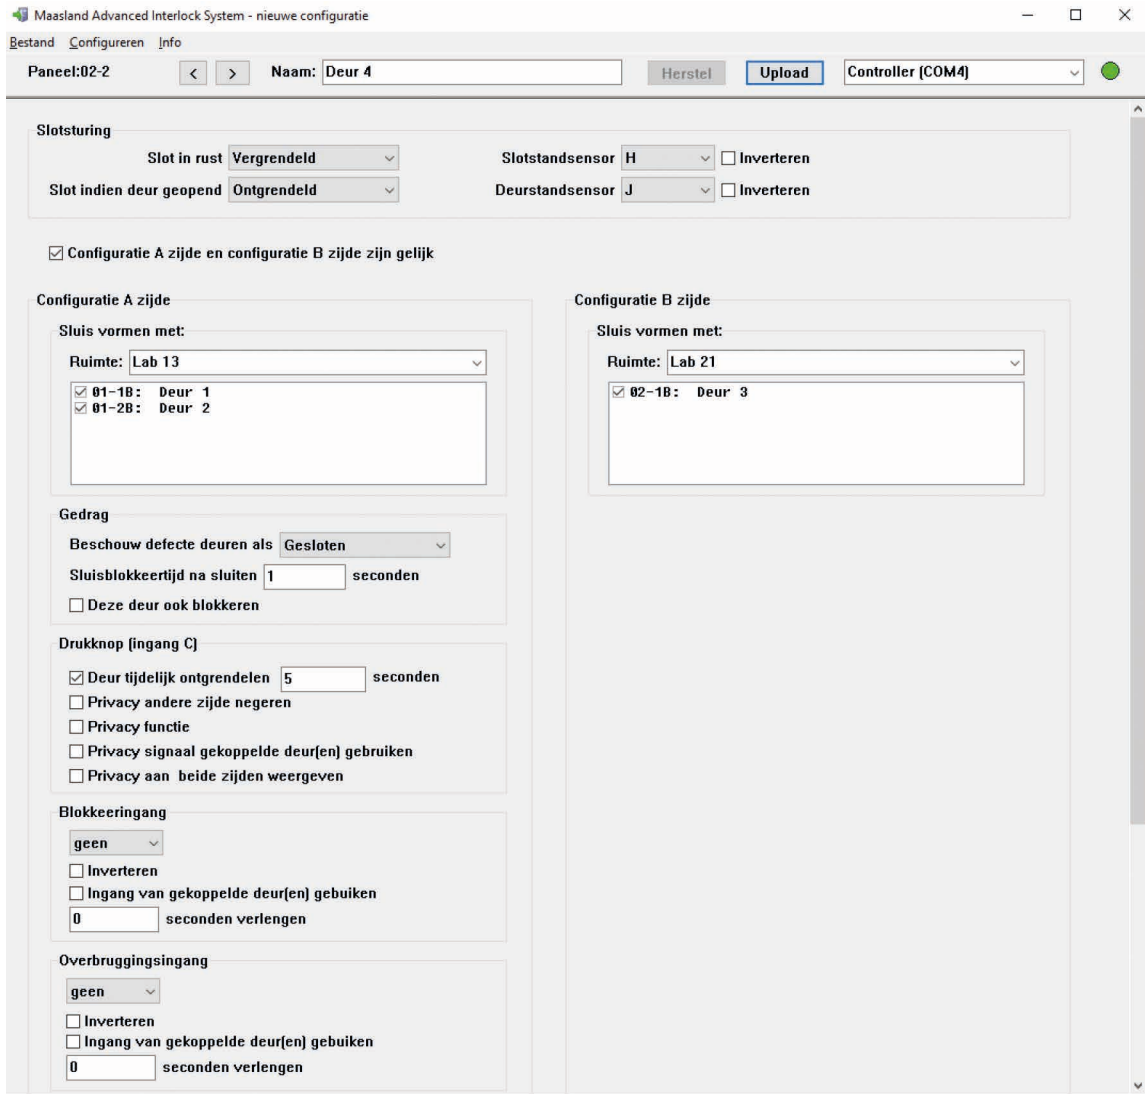 Maasland Advanced Interlock System - nieuwe configuratie
Bestand Configureren Info
Paneel:02-2 < > Naam: Deur 4 Herstel Upload Controller (COM4)
Slotsturing
Slot in rust Vergrendeld Slotstandsensor H Inverteren
Slot indien deur geopend Ontgrendeld Deurstandsensor J Inverteren
Configuratie A zijde en configuratie B zijde zijn gelijk
Configuratie A zijde
Sluis vormen met:
Ruimte: Lab 13
01-1B: Deur 1
01-2B: Deur 2
Gedrag
Beschouw defecte deuren als Gesloten
Sluisblokkeertijd na sluiten 1 seconden
Deze deur ook blokkeren
Drukknop (ingang C)
Deur tijdelijk ontgrendelen 5 seconden
Privacy andere zijde negeren
Privacy functie
Privacy signaal gekoppelde deur(en) gebruiken
Privacy aan beide zijden weergeven
Blokkeeringang
geen
Inverteren
Ingang van gekoppelde deur(en) gebuiken
0 seconden verlengen
Overbruggingsingang
geen
Inverteren
Ingang van gekoppelde deur(en) gebuiken
0 seconden verlengen
Configuratie B zijde
Sluis vormen met:
Ruimte: Lab 21
02-1B: Deur 3